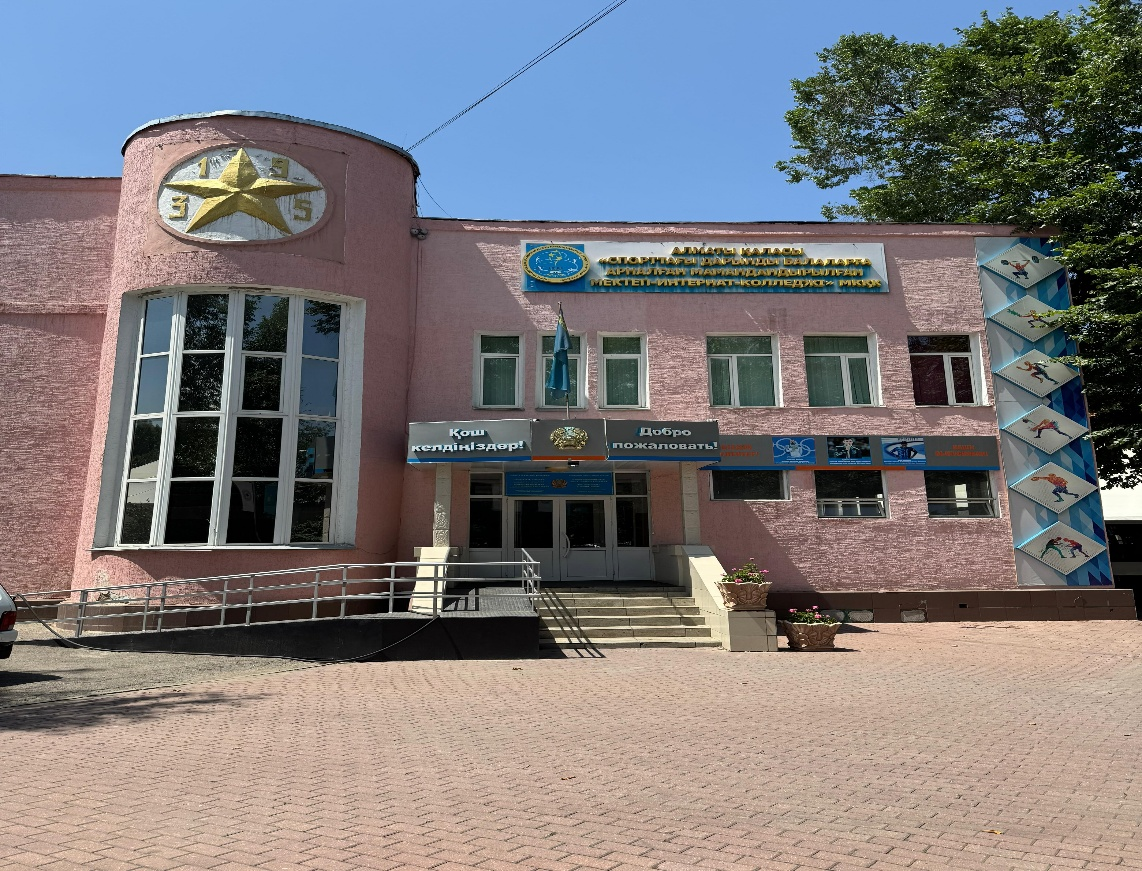 1 9
3 5
АЛМАТЫ ҚАЛАСЫ
«СПОРТТАҒЫ ДАРЫНДЫ БАЛАЛАРҒА
АРНАЛҒАН МАМАНДАНДЫРЫЛҒАН
МЕКТЕП-ИНТЕРНАТ-КОЛЛЕДЖІ» МКҚК
Қош
келдіңіздер!
Добро
пожаловать!